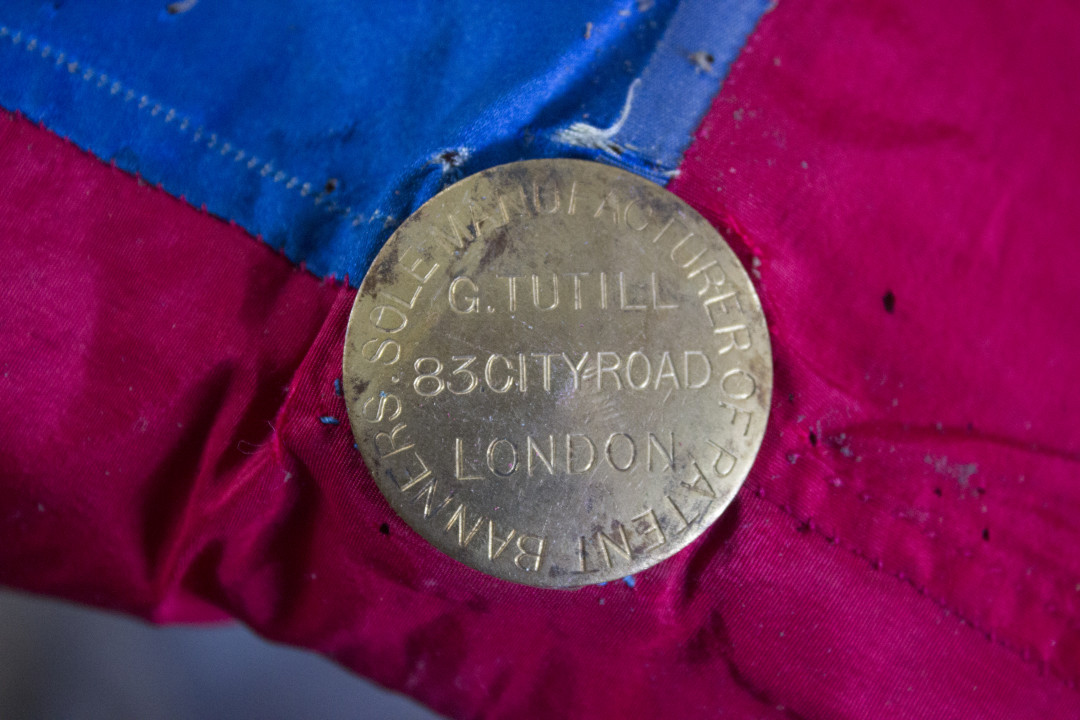 SOLE MANUFACTURER OF PATENT BANNERS.
G. TUTILL
83. CITY ROAD
LONDON